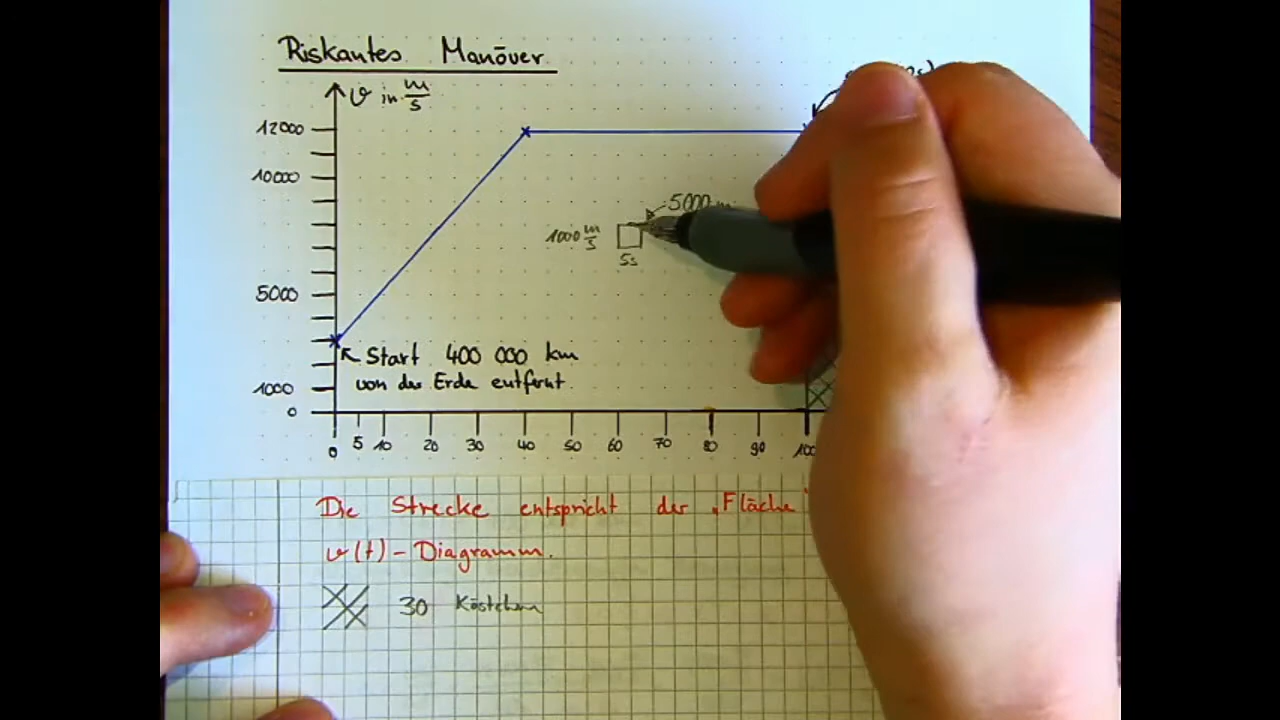 Riskantes Manöver
v in m/s
12000
10000
5000
1000
0
1000 m/s
5000 m
5s
Start 400 000 km
von der Erde entfernt.
0 5 10 20 30 40 50 60 70 80 90 100
Die Strecke entspricht der „Fläche"
v(t) - Diagramm.
30 Kästchen